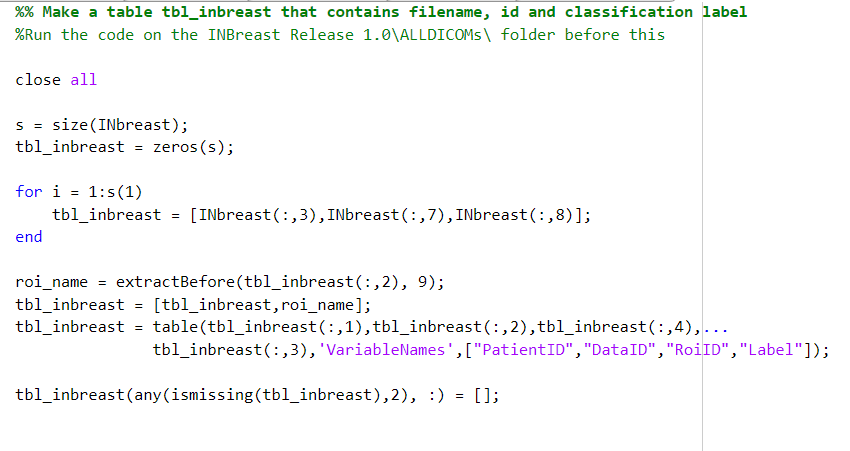 %% Make a table tbl_inbreast that contains filename, id and classification label
%Run the code on the INBreast Release 1.0\ALLDICOMs\ folder before this
close all
s = size(INbreast);
tbl_inbreast = zeros(s);
for i = 1:s(1)
    tbl_inbreast = [INbreast(:,3),INbreast(:,7),INbreast(:,8)];
end
roi_name = extractBefore(tbl_inbreast(:,2), 9);
tbl_inbreast = [tbl_inbreast,roi_name];
tbl_inbreast = table(tbl_inbreast(:,1),tbl_inbreast(:,2),tbl_inbreast(:,4),...
               tbl_inbreast(:,3),'VariableNames',["PatientID","DataID","RoiID","Label"]);
tbl_inbreast(any(ismissing(tbl_inbreast),2), :) = [];